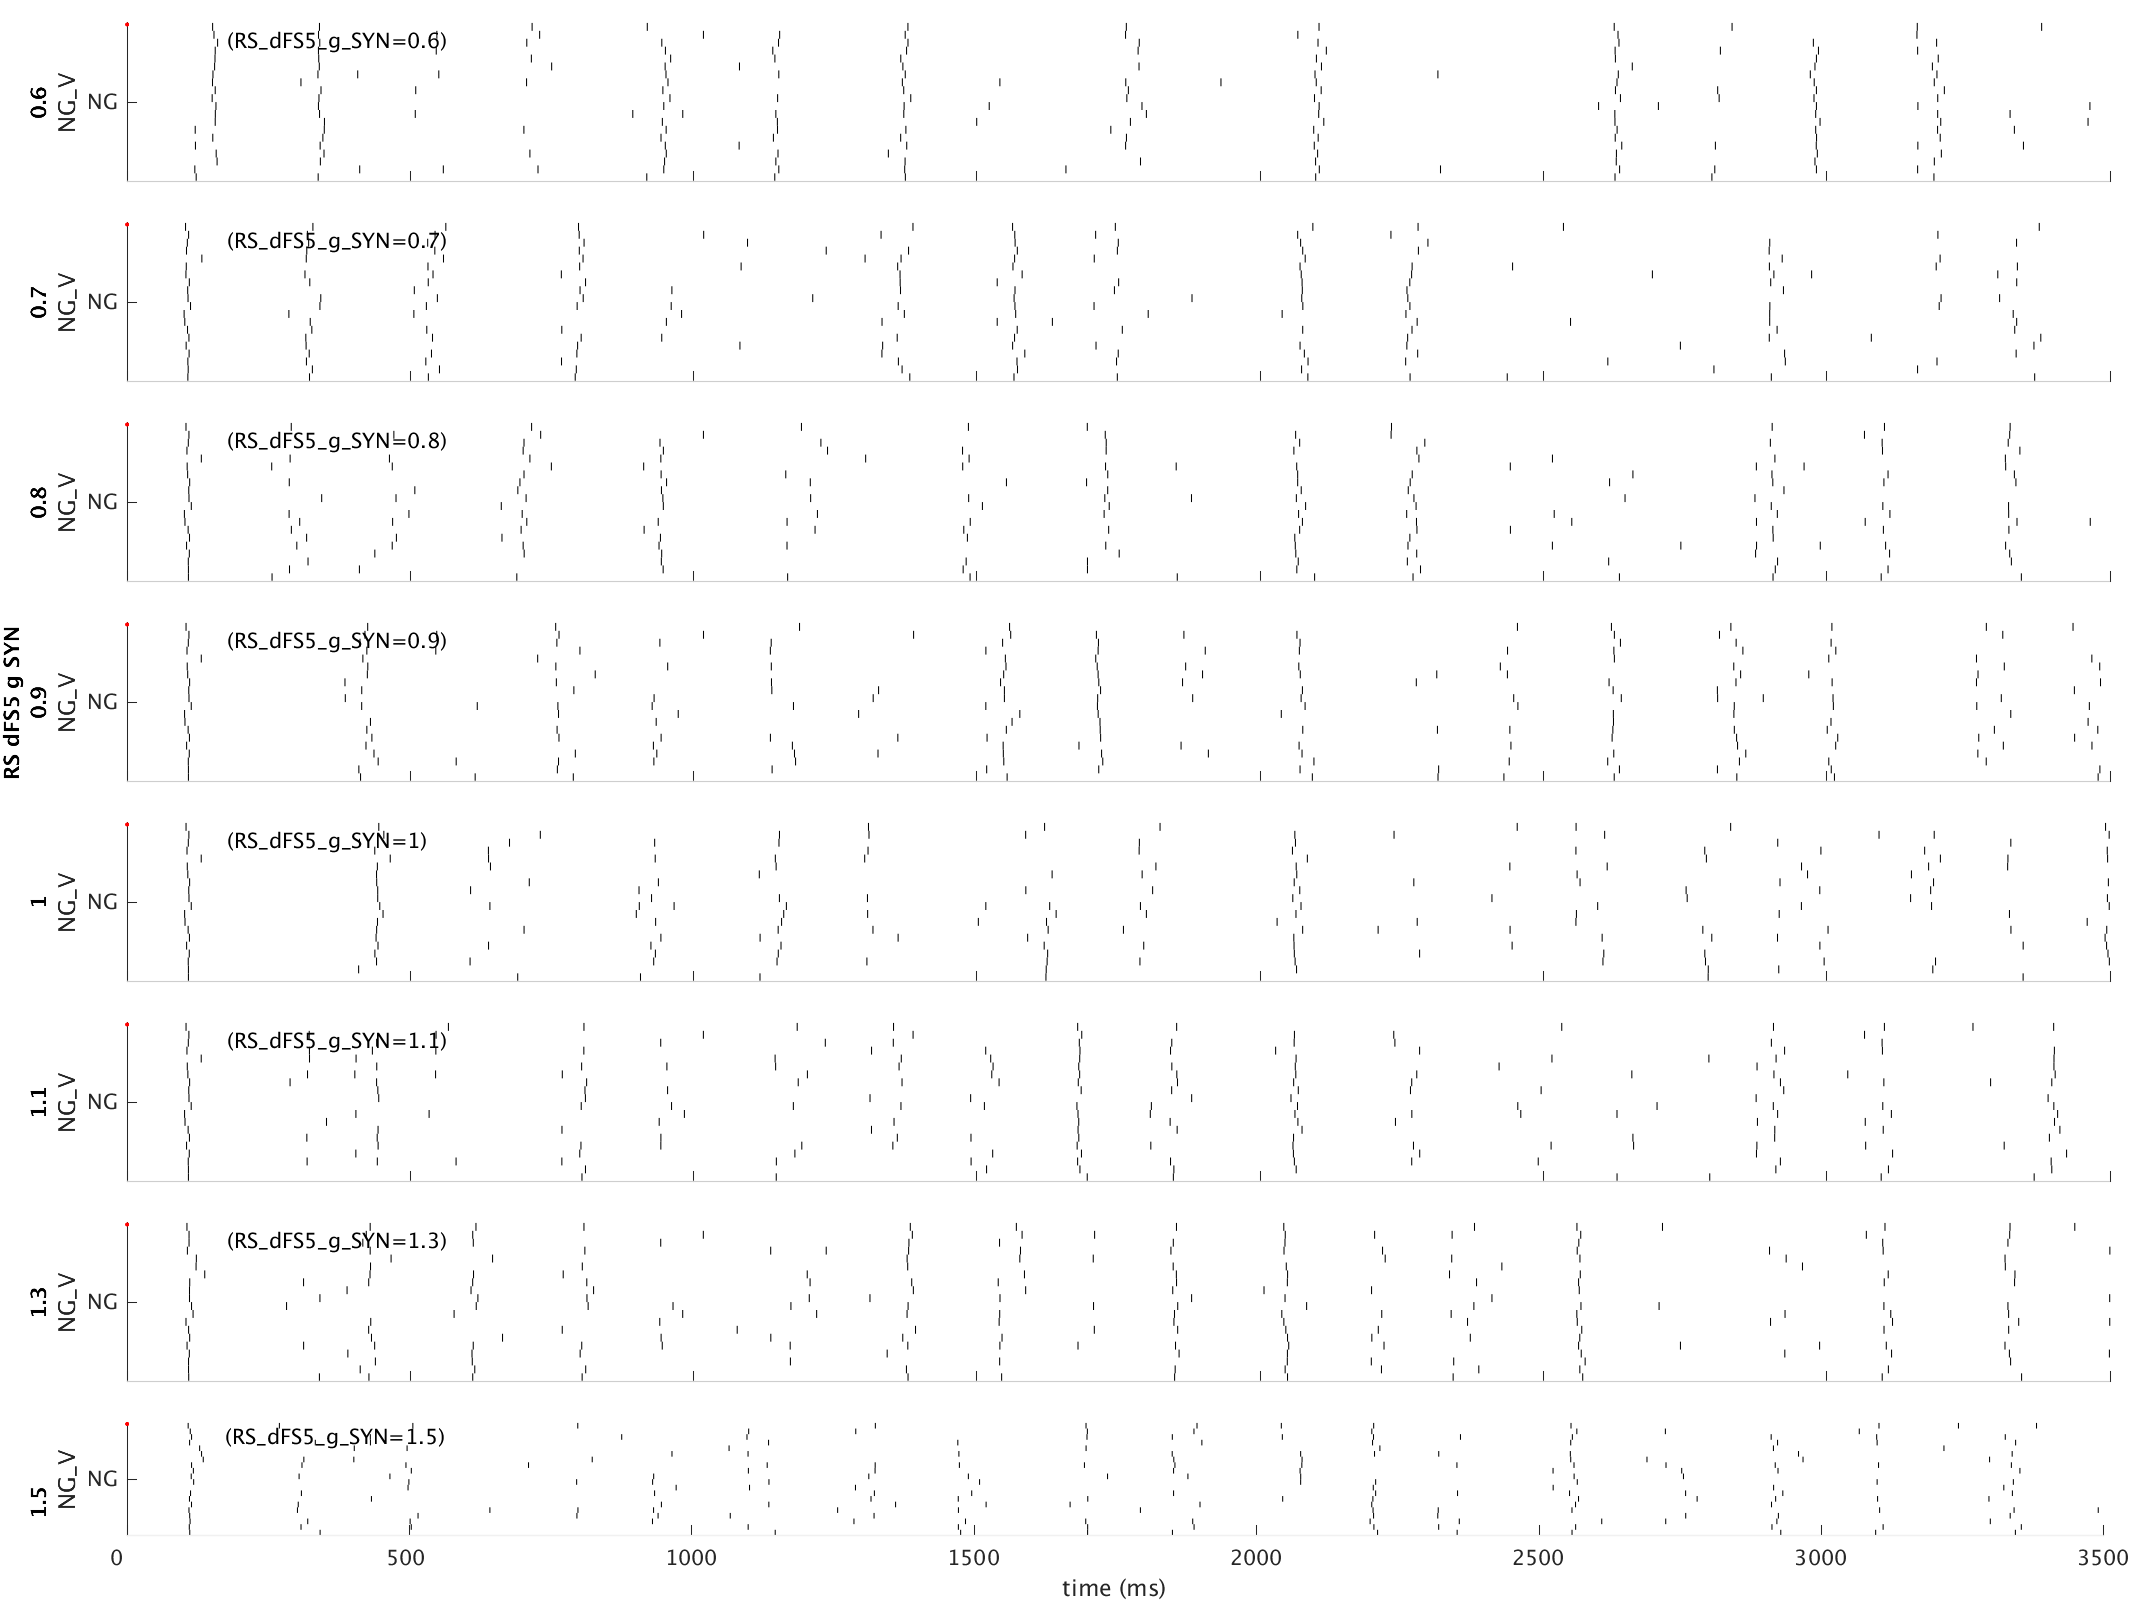 RS dFS5 g SYN
0.6
NG_V
NG
(RS_dFS5_g_SYN=0.6)
0.7
NG_V
NG
(RS_dFS5_g_SYN=0.7)
0.8
NG_V
NG
(RS_dFS5_g_SYN=0.8)
0.9
NG_V
NG
(RS_dFS5_g_SYN=0.9)
1
NG_V
NG
(RS_dFS5_g_SYN=1)
1.1
NG_V
NG
(RS_dFS5_g_SYN=1.1)
1.3
NG_V
NG
(RS_dFS5_g_SYN=1.3)
1.5
NG_V
NG
(RS_dFS5_g_SYN=1.5)
0 500 1000 1500 2000 2500 3000 3500
time (ms)